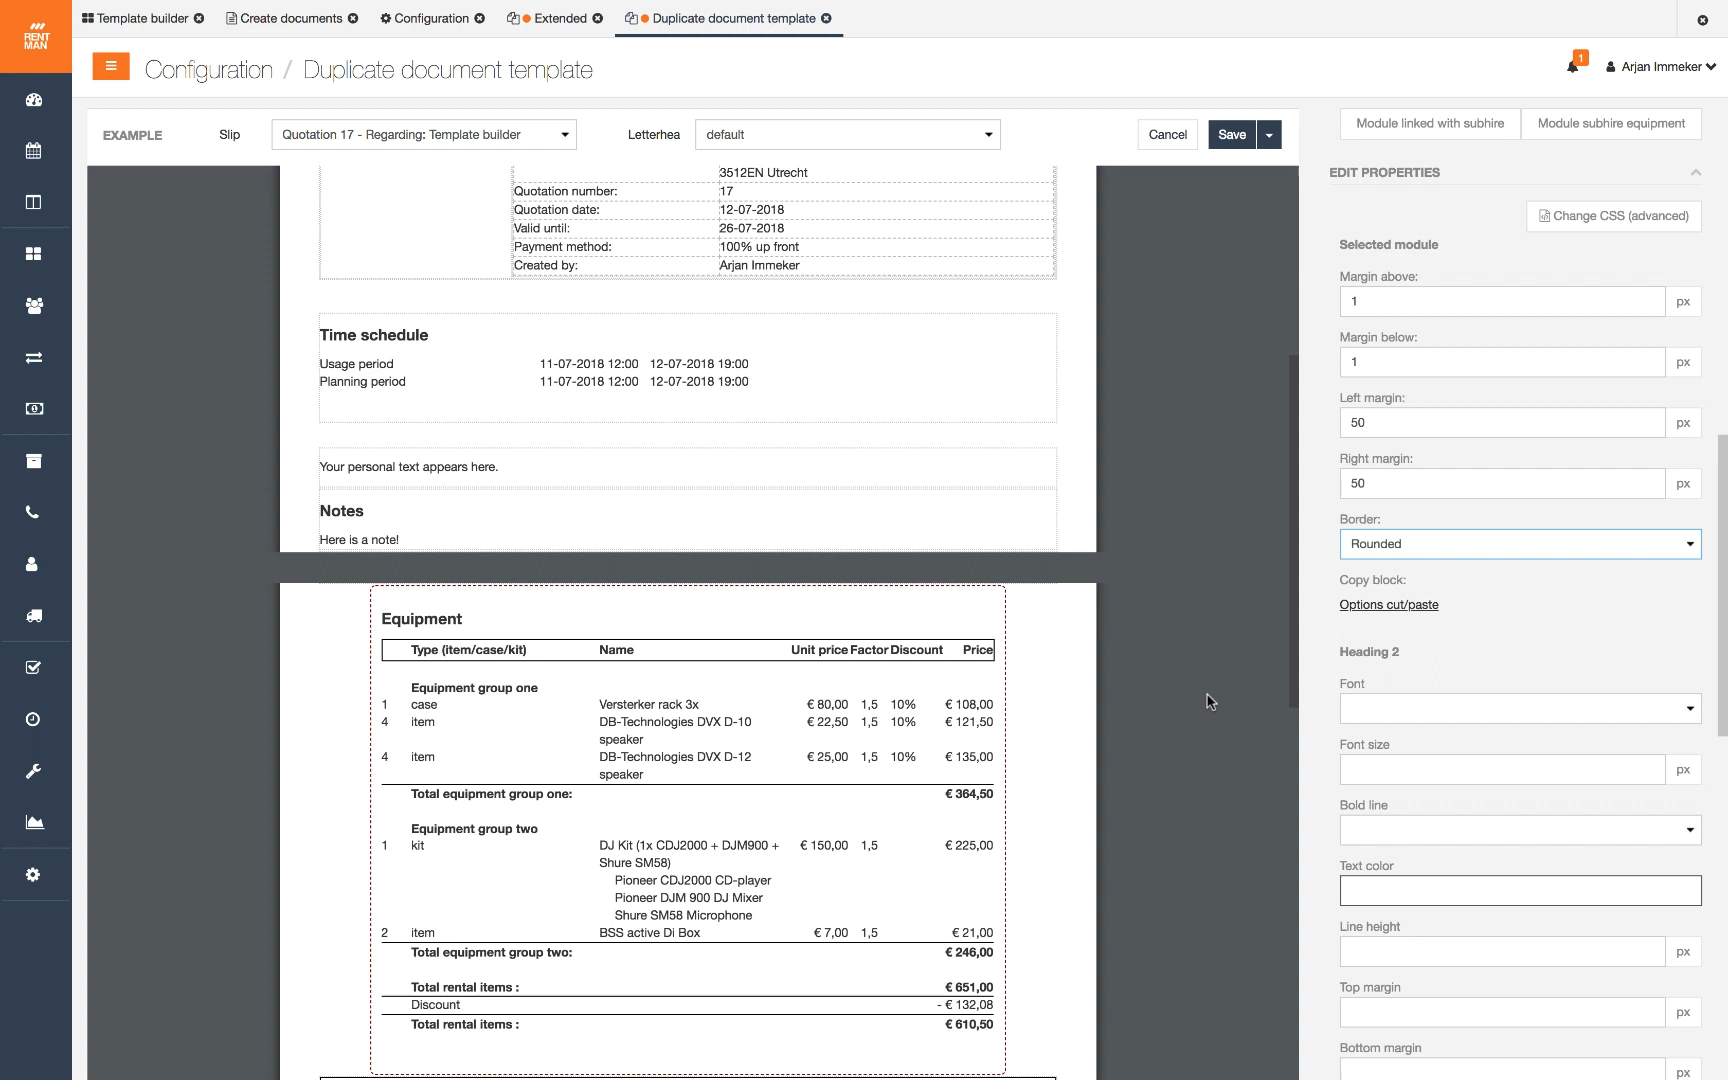 RENT
MAN
Template builder
Create documents
Configuration
Extended
Duplicate document template
Configuration / Duplicate document template
1
Arjan Immeker
EXAMPLE
Slip
Quotation 17 - Regarding: Template builder
Letterhea
default
Cancel
Save
Module linked with subhire
Module subhire equipment
EDIT PROPERTIES
Change CSS (advanced)
Selected module
Margin above:
1 px
Margin below:
1 px
Left margin:
50 px
Right margin:
50 px
Border:
Rounded
Copy block:
Options cut/paste
Heading 2
Font
Font size
px
Bold line
Text color
Line height
px
Top margin
px
Bottom margin
px
3512EN Utrecht
Quotation number: 17
Quotation date: 12-07-2018
Valid until: 26-07-2018
Payment method: 100% up front
Created by: Arjan Immeker
Time schedule
Usage period 11-07-2018 12:00 12-07-2018 19:00
Planning period 11-07-2018 12:00 12-07-2018 19:00
Your personal text appears here.
Notes
Here is a note!
Equipment
Type (item/case/kit) Name Unit price Factor Discount Price
Equipment group one
1 case Versterker rack 3x € 80,00 1,5 10% € 108,00
4 item DB-Technologies DVX D-10 € 22,50 1,5 10% € 121,50
speaker
4 item DB-Technologies DVX D-12 € 25,00 1,5 10% € 135,00
speaker
Total equipment group one: € 364,50
Equipment group two
1 kit DJ Kit (1x CDJ2000 + DJM900 + € 150,00 1,5 € 225,00
Shure SM58)
Pioneer CDJ2000 CD-player
Pioneer DJM 900 DJ Mixer
Shure SM58 Microphone
2 item BSS active Di Box € 7,00 1,5 € 21,00
Total equipment group two: € 246,00
Total rental items : € 651,00
Discount - € 132,08
Total rental items : € 610,50